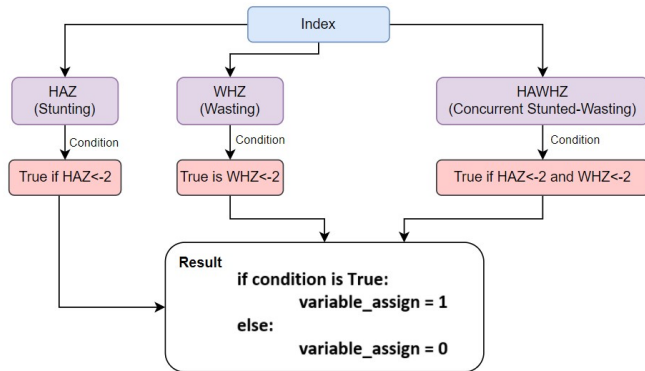 Index
HAZ
(Stunting)
WHZ
(Wasting)
HAWHZ
(Concurrent Stunted-Wasting)
Condition
Condition
Condition
True if HAZ<-2
True is WHZ<-2
True if HAZ<-2 and WHZ<-2
Result
if condition is True:
variable_assign = 1
else:
variable_assign = 0